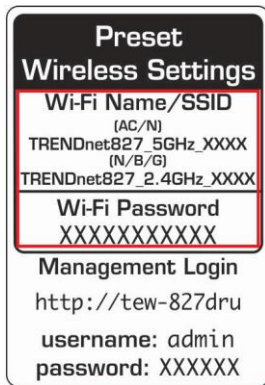 Preset
Wireless Settings
Wi-Fi Name/SSID
(AC/N)
TRENDnet827_5GHz_XXXX
(N/B/G)
TRENDnet827_2.4GHz_XXXX
Wi-Fi Password
XXXXXXXXXXX
Management Login
http://tew-827dru
username: admin
password: XXXXXX